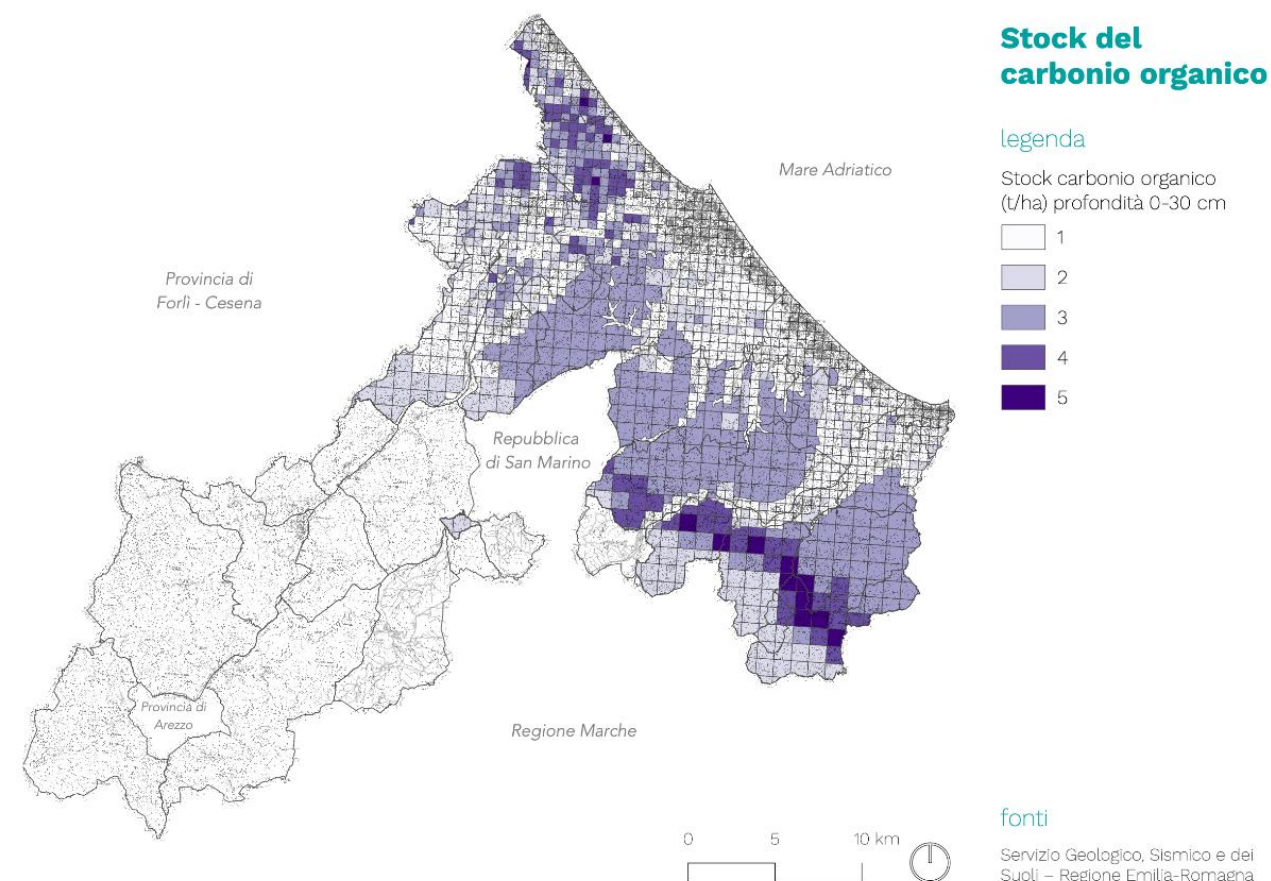 Stock del
carbonio organico
legenda
Stock carbonio organico
(t/ha) profondità 0-30 cm
1
2
3
4
5
Mare Adriatico
Provincia di
Forlì - Cesena
Repubblica
di San Marino
Provincia di
Arezzo
Regione Marche
0 5 10 km
fonti
Servizio Geologico, Sismico e dei
Suoli – Regione Emilia-Romagna